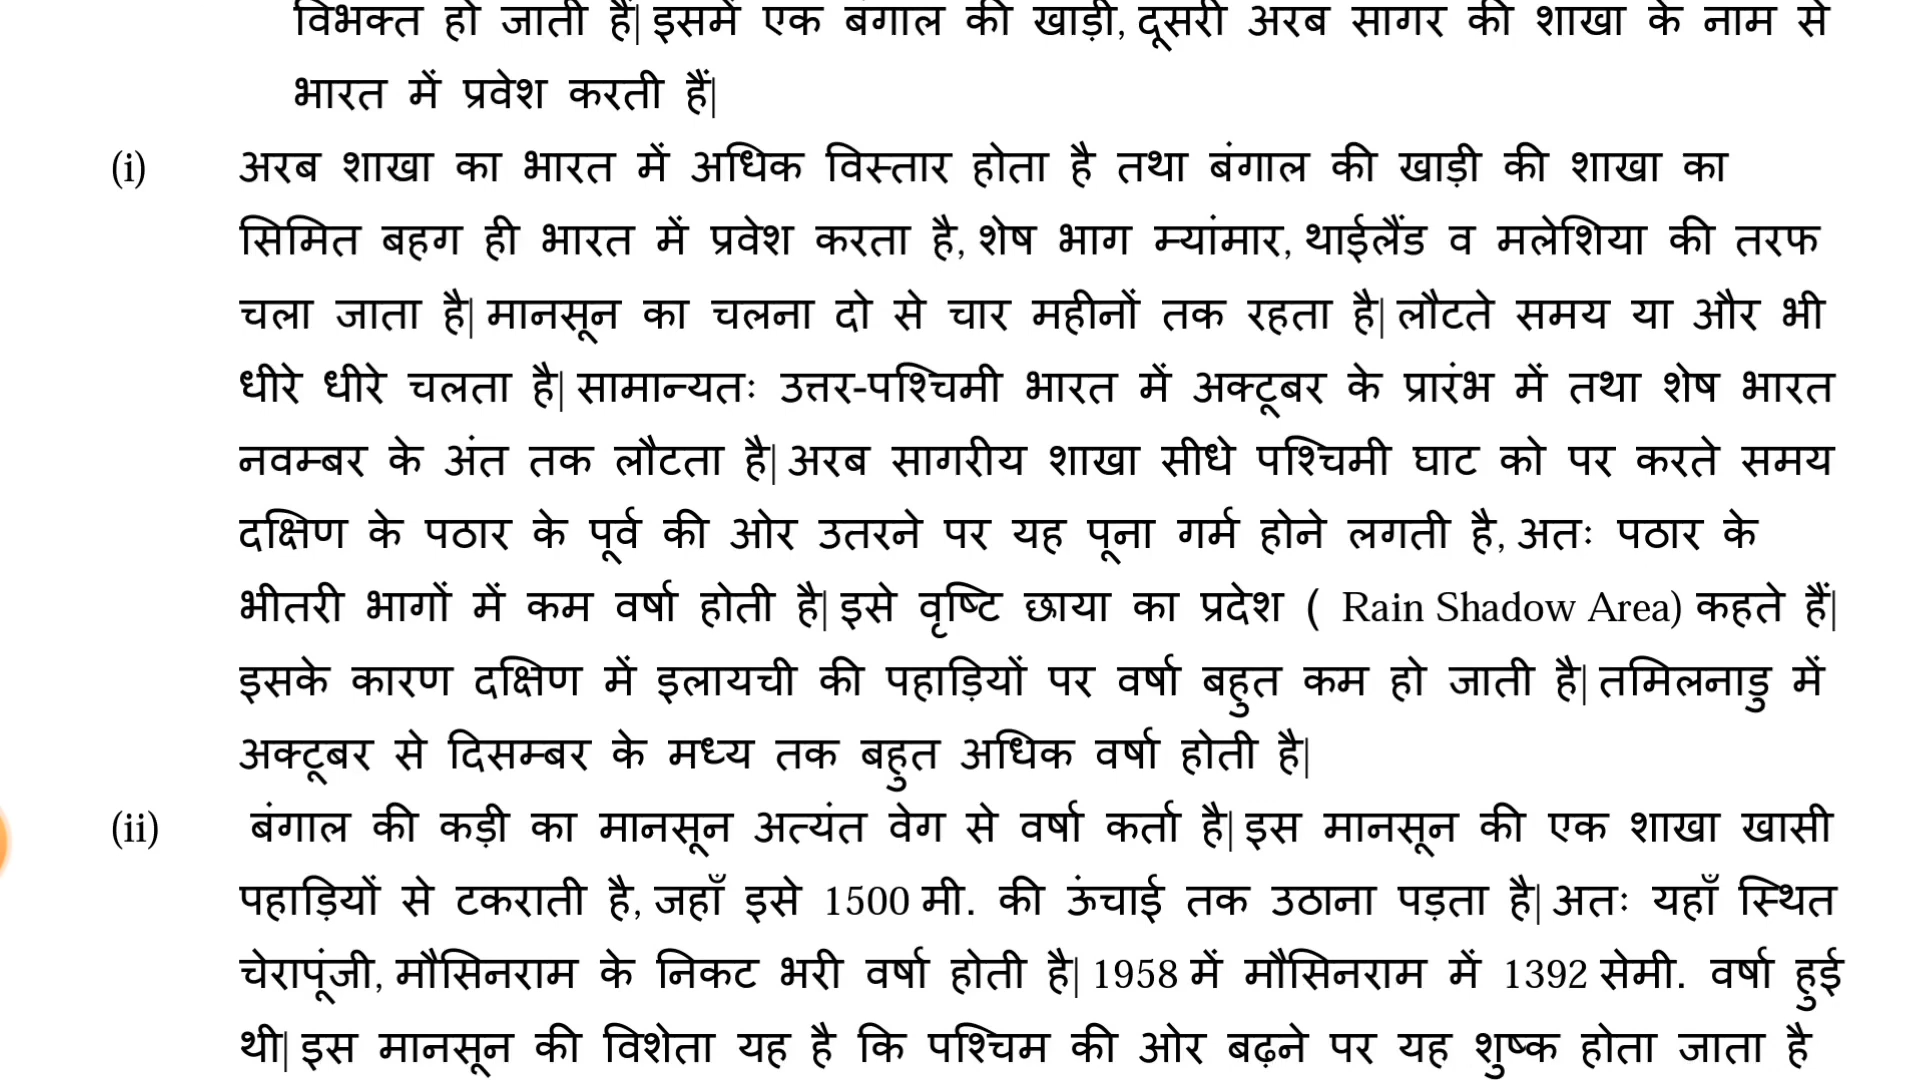 विभक्त हो जाती हैं| इसमें एक बंगाल की खाड़ी, दूसरी अरब सागर की शाखा के नाम से
भारत में प्रवेश करती हैं|
(i) अरब शाखा का भारत में अधिक विस्तार होता है तथा बंगाल की खाड़ी की शाखा का
सिमित बहग ही भारत में प्रवेश करता है, शेष भाग म्यांमार, थाईलैंड व मलेशिया की तरफ
चला जाता है| मानसून का चलना दो से चार महीनों तक रहता है| लौटते समय या और भी
धीरे धीरे चलता है| सामान्यतः उत्तर-पश्चिमी भारत में अक्टूबर के प्रारंभ में तथा शेष भारत
नवम्बर के अंत तक लौटता है| अरब सागरीय शाखा सीधे पश्चिमी घाट को पर करते समय
दक्षिण के पठार के पूर्व की ओर उतरने पर यह पूना गर्म होने लगती है, अतः पठार के
भीतरी भागों में कम वर्षा होती है| इसे वृष्टि छाया का प्रदेश ( Rain Shadow Area) कहते हैं|
इसके कारण दक्षिण में इलायची की पहाड़ियों पर वर्षा बहुत कम हो जाती है| तमिलनाडु में
अक्टूबर से दिसम्बर के मध्य तक बहुत अधिक वर्षा होती है|
(ii) बंगाल की कड़ी का मानसून अत्यंत वेग से वर्षा कर्ता है| इस मानसून की एक शाखा खासी
पहाड़ियों से टकराती है, जहाँ इसे 1500 मी. की ऊंचाई तक उठाना पड़ता है| अतः यहाँ स्थित
चेरापूंजी, मौसिनराम के निकट भरी वर्षा होती है| 1958 में मौसिनराम में 1392 सेमी. वर्षा हुई
थी| इस मानसून की विशेता यह है कि पश्चिम की ओर बढ़ने पर यह शुष्क होता जाता है